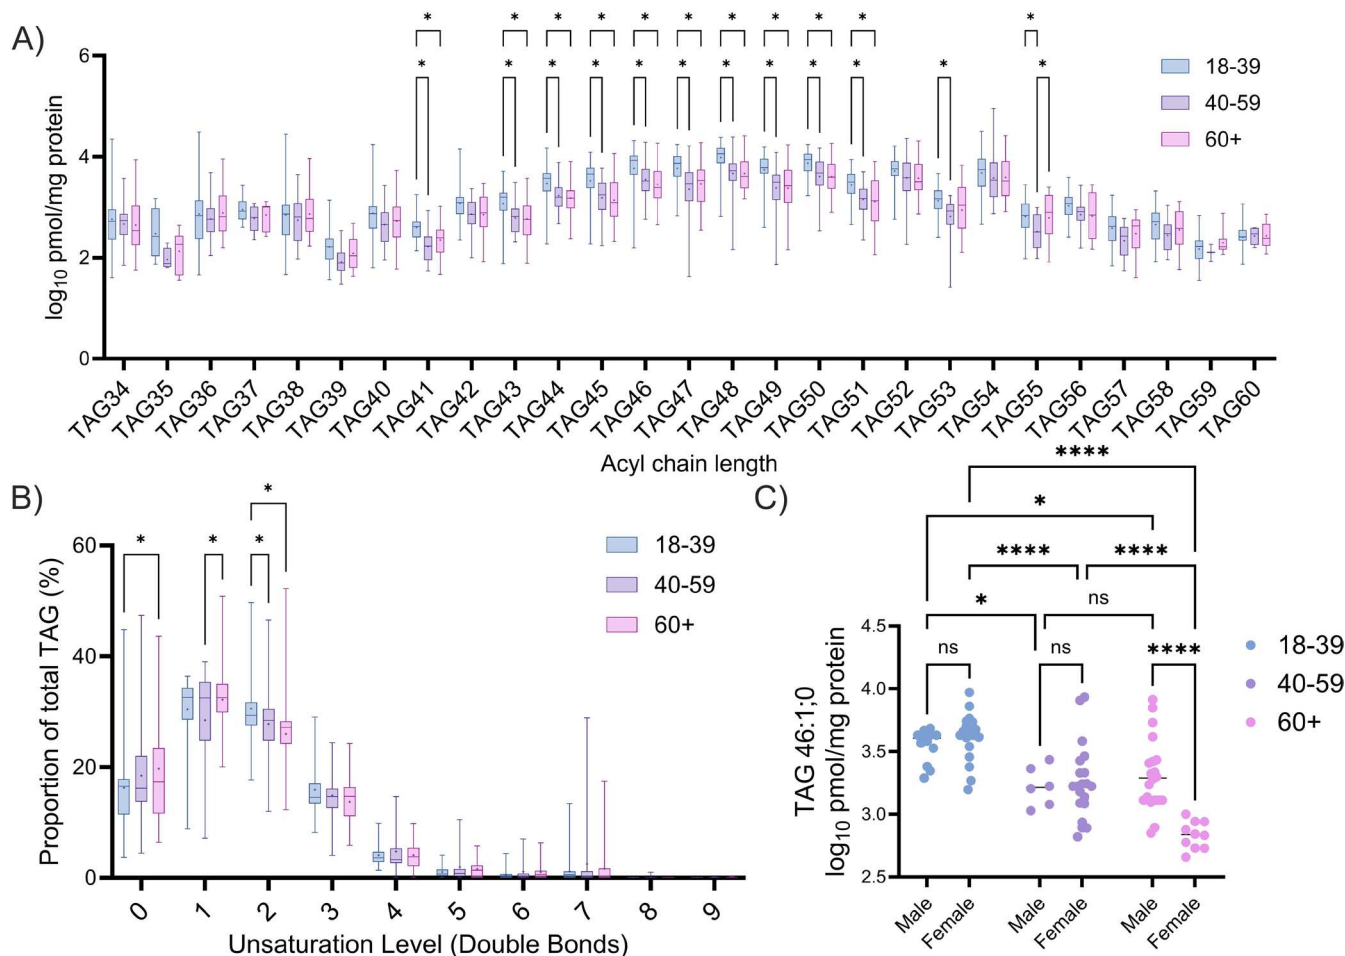 A)
* * * * * * * * * * *
* * * * * * * * * * * *
6
4
2
0
log10 pmol/mg protein
18-39
40-59
60+
TAG34 TAG35 TAG36 TAG37 TAG38 TAG39 TAG40 TAG41 TAG42 TAG43 TAG44 TAG45 TAG46 TAG47 TAG48 TAG49 TAG50 TAG51 TAG52 TAG53 TAG54 TAG55 TAG56 TAG57 TAG58 TAG59 TAG60
Acyl chain length
B)
*
* * *
60
40
20
0
Proportion of total TAG (%)
18-39
40-59
60+
0 1 2 3 4 5 6 7 8 9
Unsaturation Level (Double Bonds)
C)
****
*
**** ****
* ns
ns ns ****
4.5
4.0
3.5
3.0
2.5
TAG 46:1;0
log10 pmol/mg protein
18-39
40-59
60+
Male Female Male Female Male Female